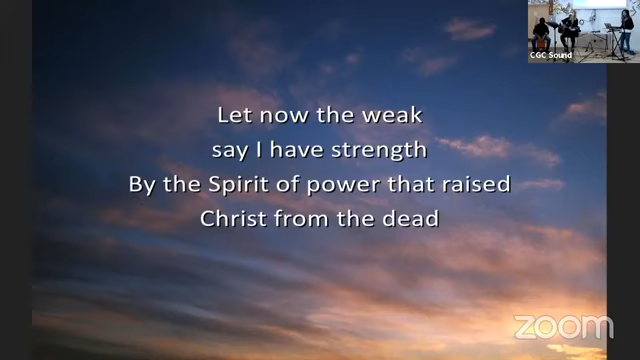 CGC Sound
Let now the weak
say I have strength
By the Spirit of power that raised
Christ from the dead
zoom